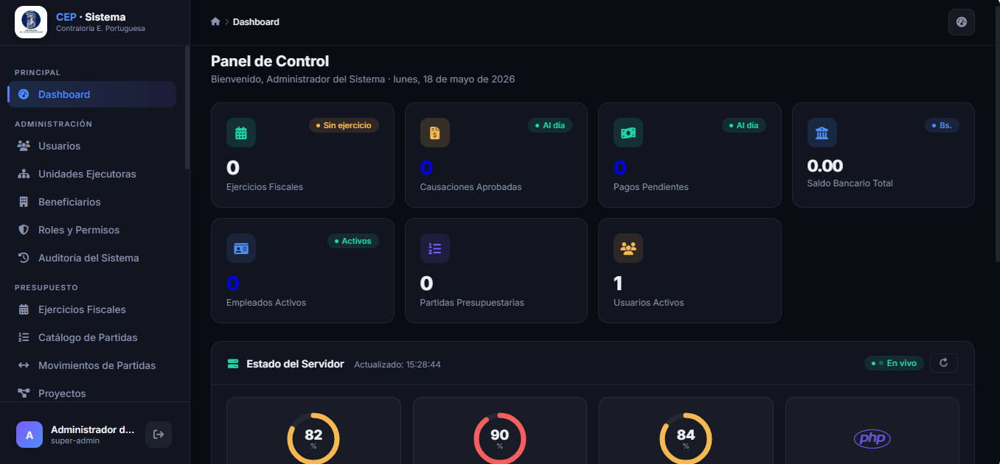 CEP · Sistema
Contraloría E. Portuguesa
Dashboard
PRINCIPAL
Dashboard
ADMINISTRACIÓN
Usuarios
Unidades Ejecutoras
Beneficiarios
Roles y Permisos
Auditoría del Sistema
PRESUPUESTO
Ejercicios Fiscales
Catálogo de Partidas
Movimientos de Partidas
Proyectos
A
Administrador d...
super-admin
Panel de Control
Bienvenido, Administrador del Sistema · lunes, 18 de mayo de 2026
Sin ejercicio
0
Ejercicios Fiscales
Al día
0
Causaciones Aprobadas
Al día
0
Pagos Pendientes
Bs.
0.00
Saldo Bancario Total
Activos
0
Empleados Activos
0
Partidas Presupuestarias
1
Usuarios Activos
Estado del Servidor
Actualizado: 15:28:44
En vivo
82
%
90
%
84
%
php